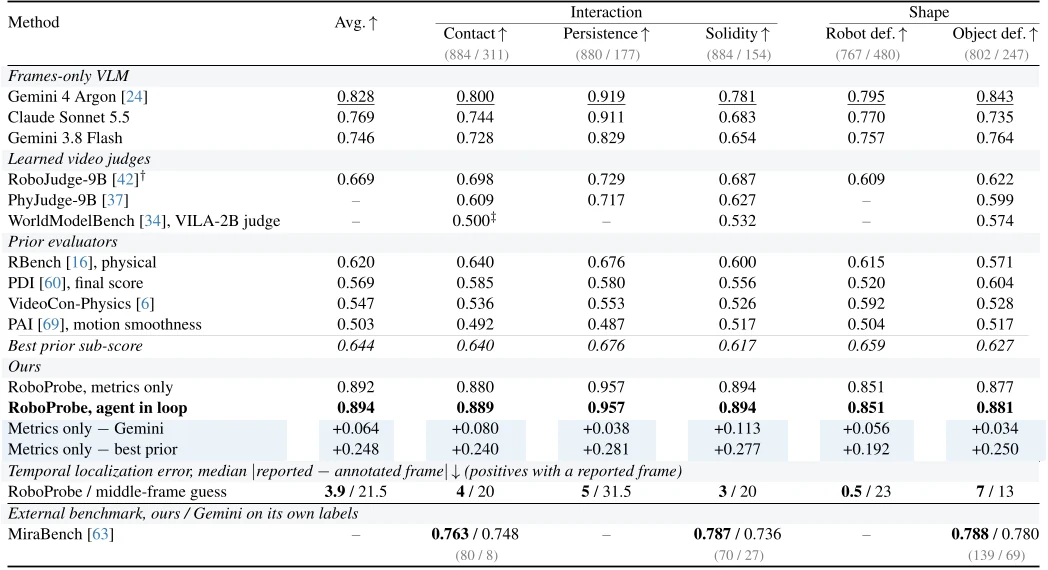 Method Avg. ↑ Interaction Shape
Contact ↑ Persistence ↑ Solidity ↑ Robot def. ↑ Object def. ↑
(884 / 311) (880 / 177) (884 / 154) (767 / 480) (802 / 247)
Frames-only VLM
Gemini 4 Argon [24] 0.828 0.800 0.919 0.781 0.795 0.843
Claude Sonnet 5.5 0.769 0.744 0.911 0.683 0.770 0.735
Gemini 3.8 Flash 0.746 0.728 0.829 0.654 0.757 0.764
Learned video judges
RoboJudge-9B [42]† 0.669 0.698 0.729 0.687 0.609 0.622
PhyJudge-9B [37] – 0.609 0.717 0.627 – 0.599
WorldModelBench [34], VILA-2B judge – 0.500‡ – 0.532 – 0.574
Prior evaluators
RBench [16], physical 0.620 0.640 0.676 0.600 0.615 0.571
PDI [60], final score 0.569 0.585 0.580 0.556 0.520 0.604
VideoCon-Physics [6] 0.547 0.536 0.553 0.526 0.592 0.528
PAI [69], motion smoothness 0.503 0.492 0.487 0.517 0.504 0.517
Best prior sub-score 0.644 0.640 0.676 0.617 0.659 0.627
Ours
RoboProbe, metrics only 0.892 0.880 0.957 0.894 0.851 0.877
RoboProbe, agent in loop 0.894 0.889 0.957 0.894 0.851 0.881
Metrics only − Gemini +0.064 +0.080 +0.038 +0.113 +0.056 +0.034
Metrics only − best prior +0.248 +0.240 +0.281 +0.277 +0.192 +0.250
Temporal localization error, median |reported − annotated frame| ↓ (positives with a reported frame)
RoboProbe / middle-frame guess 3.9 / 21.5 4 / 20 5 / 31.5 3 / 20 0.5 / 23 7 / 13
External benchmark, ours / Gemini on its own labels
MiraBench [63] – 0.763 / 0.748 – 0.787 / 0.736 – 0.788 / 0.780
(80 / 8) (70 / 27) (139 / 69)